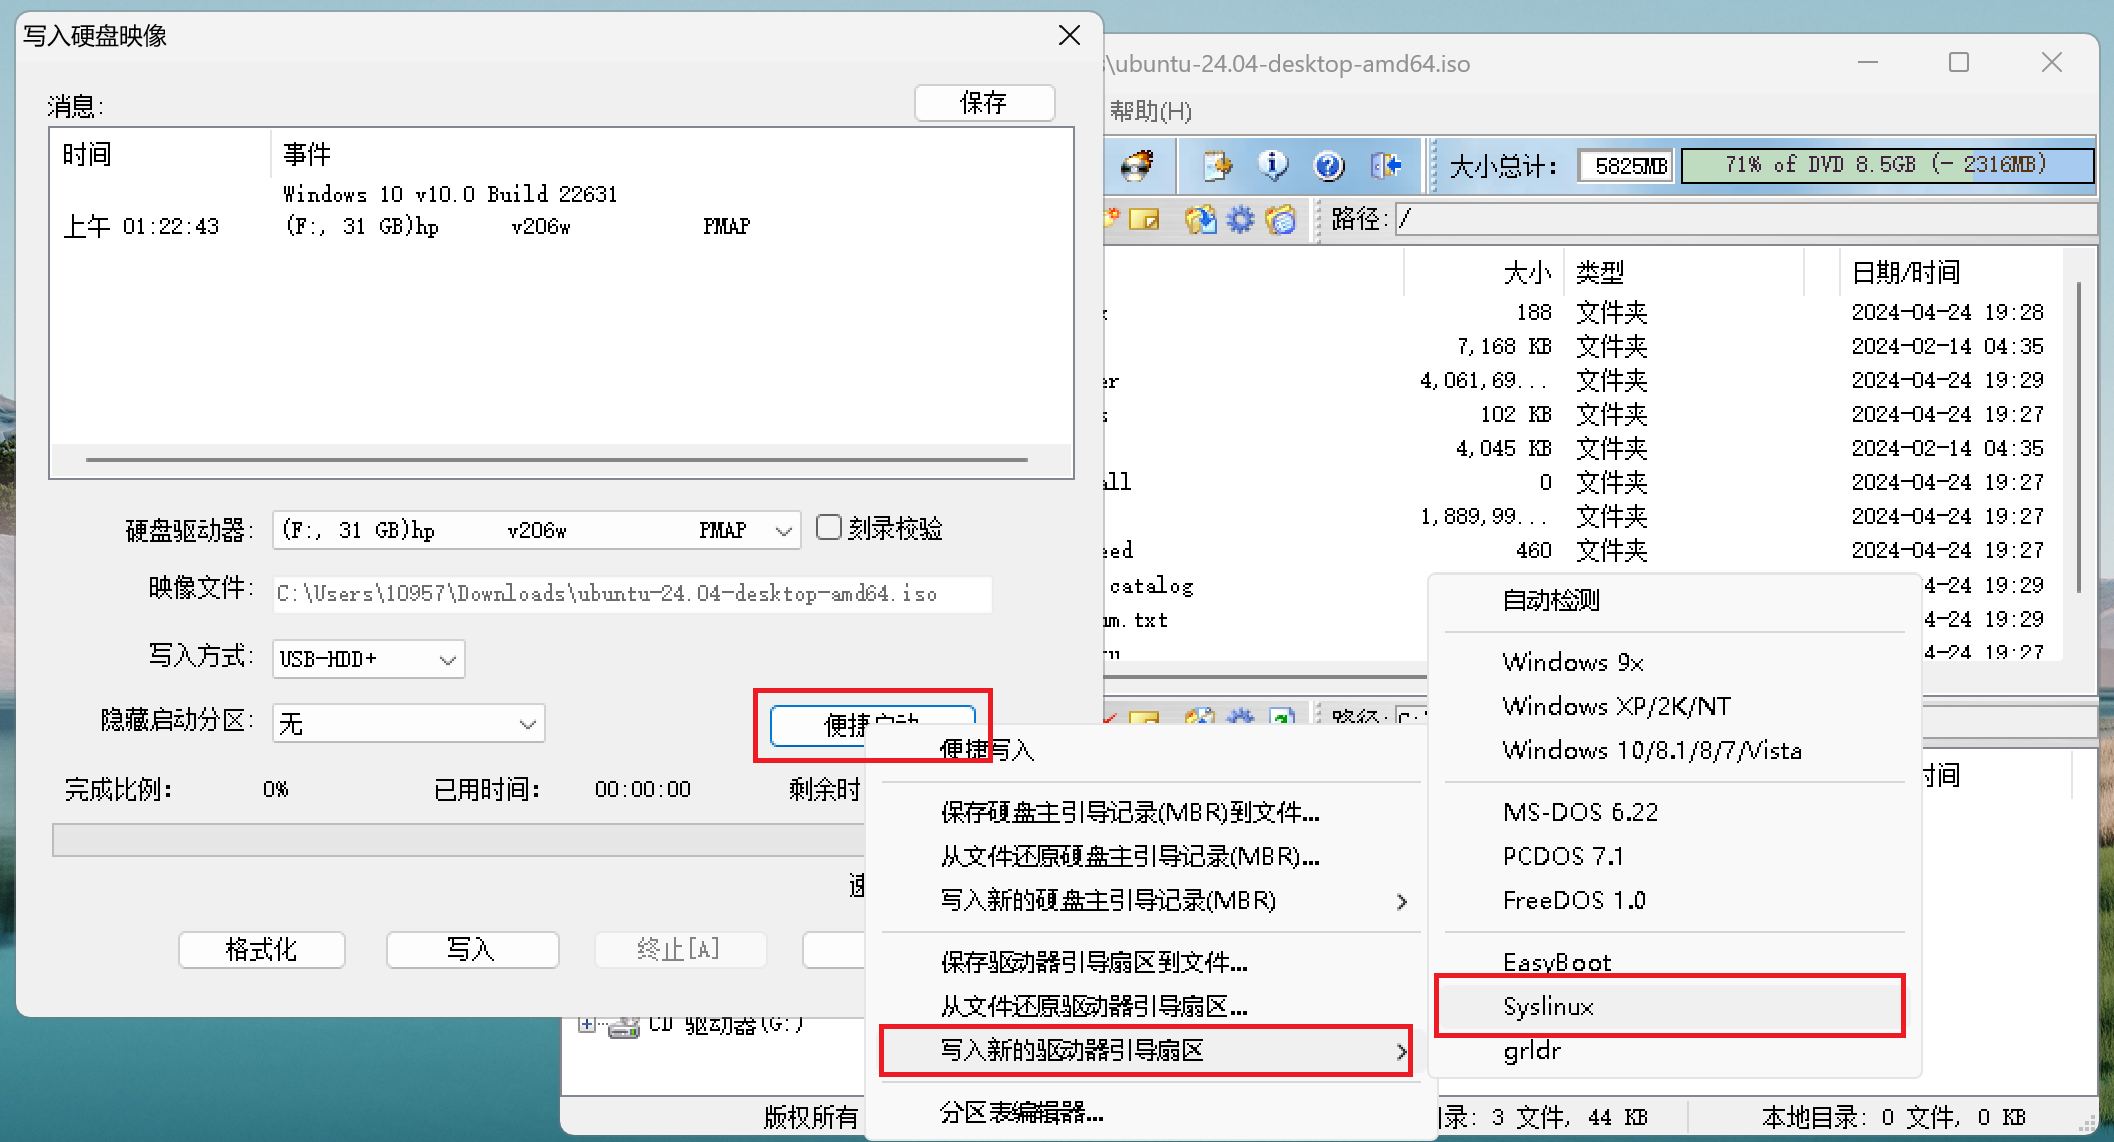 写入硬盘映像
消息:
保存
时间 事件
Windows 10 v10.0 Build 22631
上午 01:22:43 (F:, 31 GB)hp v206w PMAP
硬盘驱动器: (F:, 31 GB)hp v206w PMAP 刻录校验
映像文件: C:\Users\10957\Downloads\ubuntu-24.04-desktop-amd64.iso
写入方式: USB-HDD+
隐藏启动分区: 无
便捷启动
完成比例: 0% 已用时间: 00:00:00 剩余时
速
格式化 写入 终止[A]
\ubuntu-24.04-desktop-amd64.iso
帮助(H)
大小总计: 5825MB 71% of DVD 8.5GB (- 2316MB)
路径: /
大小 类型 日期/时间
188 文件夹 2024-04-24 19:28
7,168 KB 文件夹 2024-02-14 04:35
er 4,061,69... 文件夹 2024-04-24 19:29
s 102 KB 文件夹 2024-04-24 19:27
4,045 KB 文件夹 2024-02-14 04:35
all 0 文件夹 2024-04-24 19:27
1,889,99... 文件夹 2024-04-24 19:27
eed 460 文件夹 2024-04-24 19:27
catalog 4-24 19:29
um.txt 4-24 19:29
4-24 19:27
路径: C:
时间
便捷写入
保存硬盘主引导记录(MBR)到文件...
从文件还原硬盘主引导记录(MBR)...
写入新的硬盘主引导记录(MBR)
保存驱动器引导扇区到文件...
从文件还原驱动器引导扇区...
写入新的驱动器引导扇区
分区表编辑器...
自动检测
Windows 9x
Windows XP/2K/NT
Windows 10/8.1/8/7/Vista
MS-DOS 6.22
PCDOS 7.1
FreeDOS 1.0
EasyBoot
Syslinux
grldr
CD 驱动器(G:)
版权所有
录: 3 文件, 44 KB
本地目录: 0 文件, 0 KB